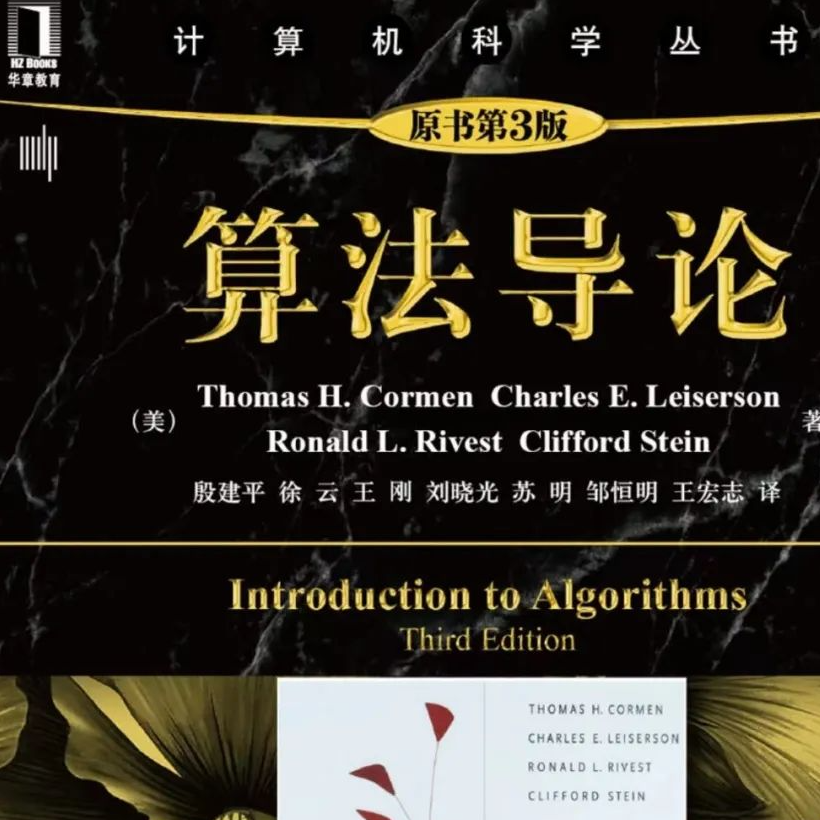 计算机科学丛书
HZ BOOKS
华章教育
原书第3版
算法导论
(美) Thomas H. Cormen Charles E. Leiserson
Ronald L. Rivest Clifford Stein 著
殷建平 徐云 王刚 刘晓光 苏明 邹恒明 王宏志 译
Introduction to Algorithms
Third Edition
THOMAS H. CORMEN
CHARLES E. LEISERSON
RONALD L. RIVEST
CLIFFORD STEIN